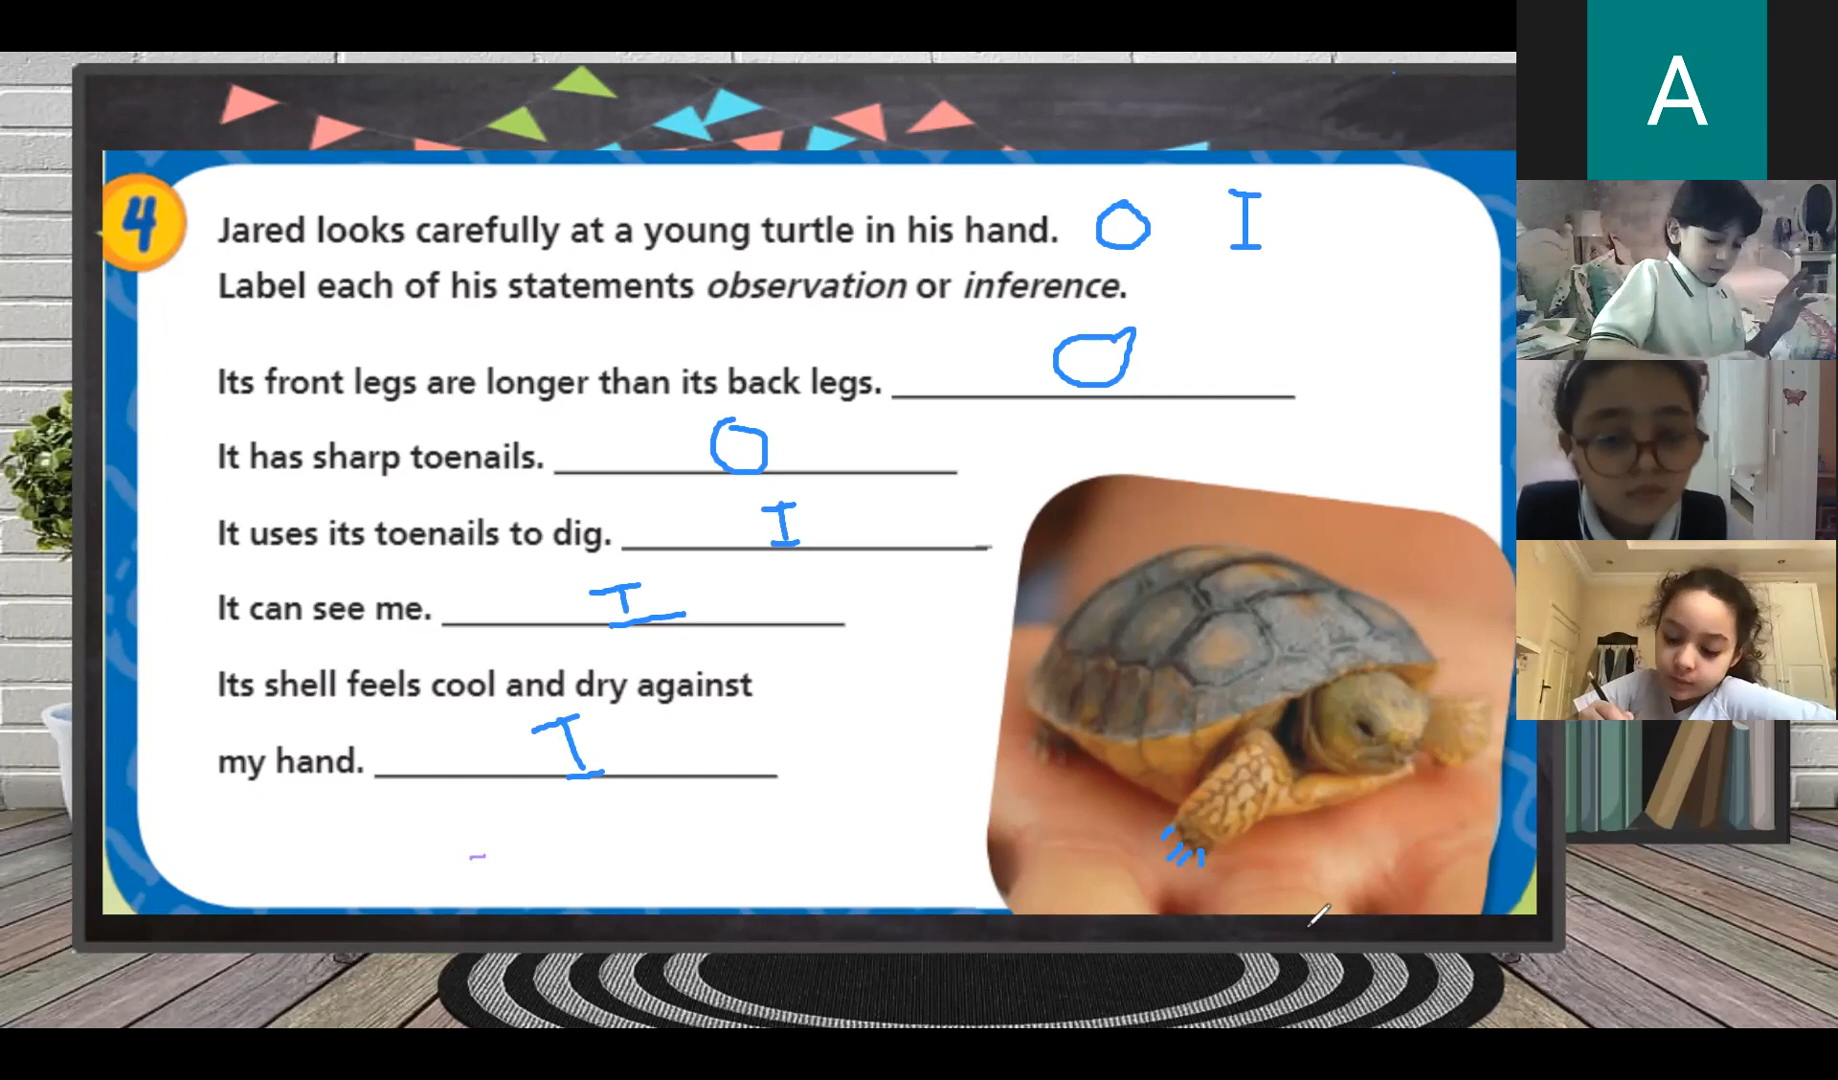 A
4
Jared looks carefully at a young turtle in his hand. O I
Label each of his statements observation or inference.
Its front legs are longer than its back legs. O
It has sharp toenails. O
It uses its toenails to dig. I
It can see me. I
Its shell feels cool and dry against
my hand. I